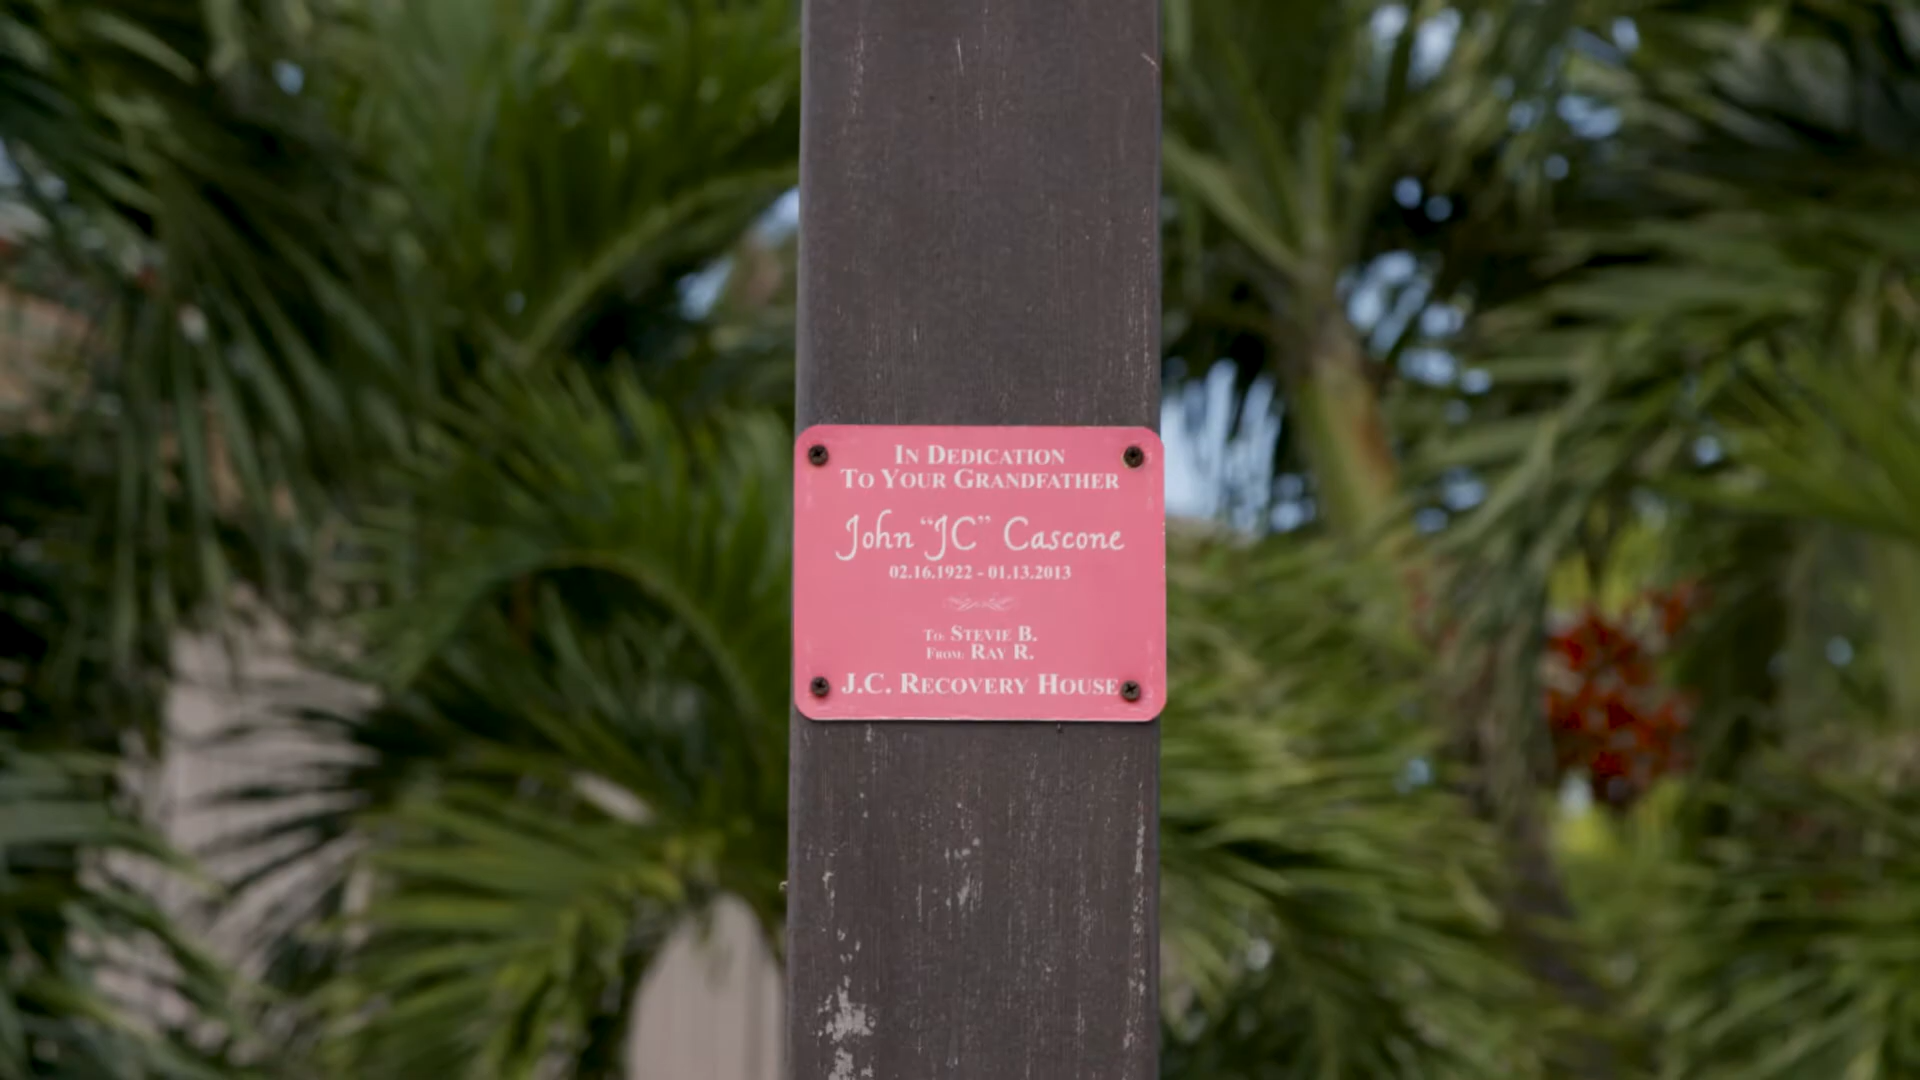 In Dedication
To Your Grandfather
John “JC” Cascone
02.16.1922 - 01.13.2013
To: Stevie B.
From: Ray R.
J.C. Recovery House